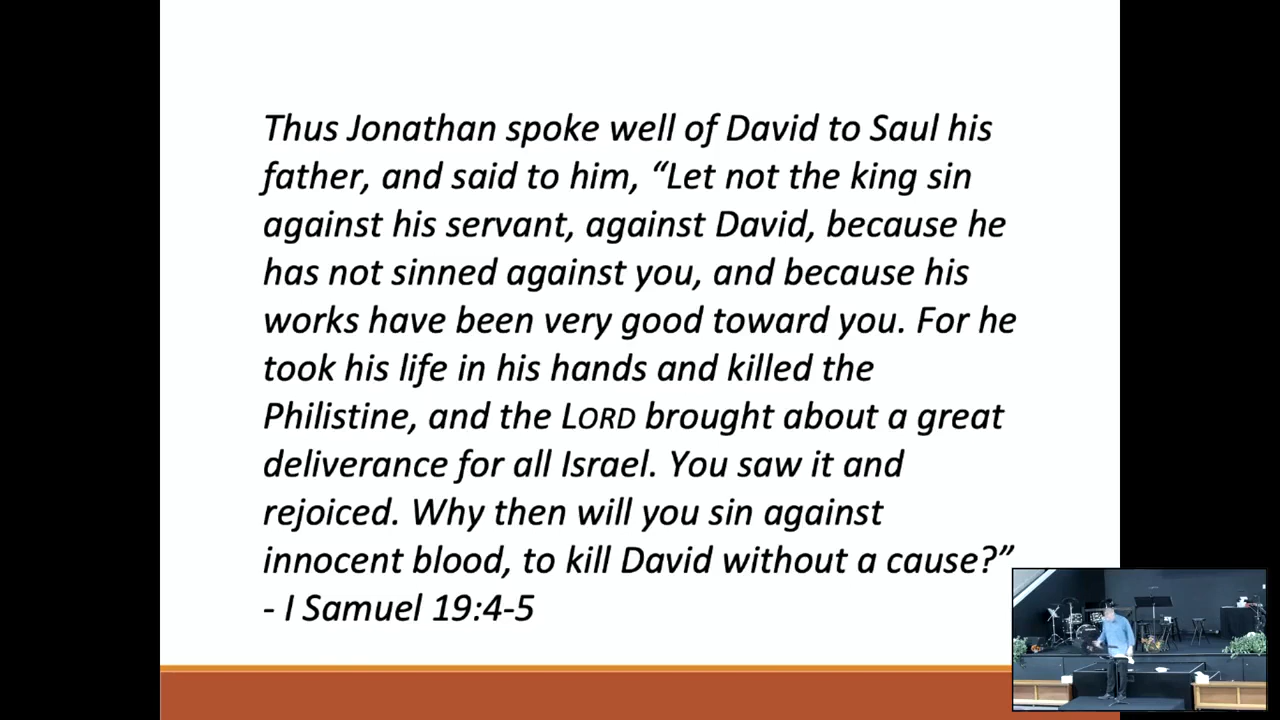 Thus Jonathan spoke well of David to Saul his
father, and said to him, “Let not the king sin
against his servant, against David, because he
has not sinned against you, and because his
works have been very good toward you. For he
took his life in his hands and killed the
Philistine, and the LORD brought about a great
deliverance for all Israel. You saw it and
rejoiced. Why then will you sin against
innocent blood, to kill David without a cause?”
- I Samuel 19:4-5